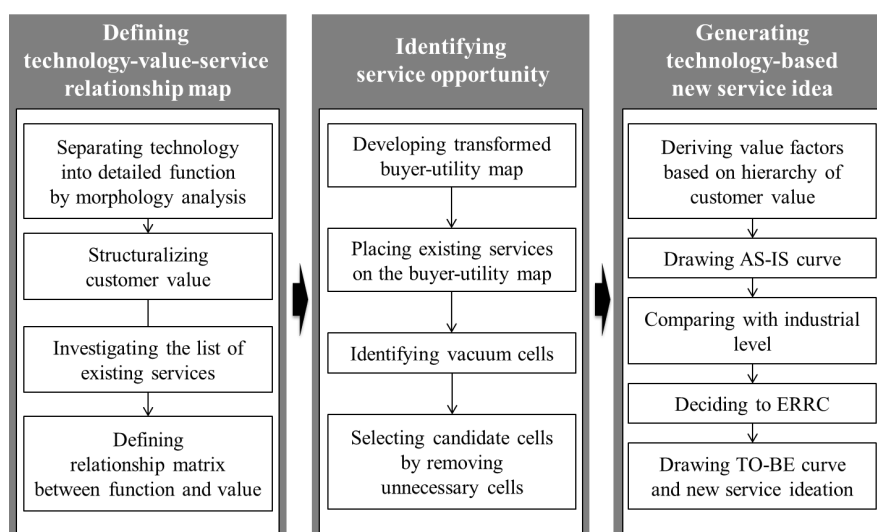 Defining
technology-value-service
relationship map
Separating technology
into detailed function
by morphology analysis
Structuralizing
customer value
Investigating the list of
existing services
Defining
relationship matrix
between function and value
Identifying
service opportunity
Developing transformed
buyer-utility map
Placing existing services
on the buyer-utility map
Identifying vacuum cells
Selecting candidate cells
by removing
unnecessary cells
Generating
technology-based
new service idea
Deriving value factors
based on hierarchy of
customer value
Drawing AS-IS curve
Comparing with industrial
level
Deciding to ERRC
Drawing TO-BE curve
and new service ideation